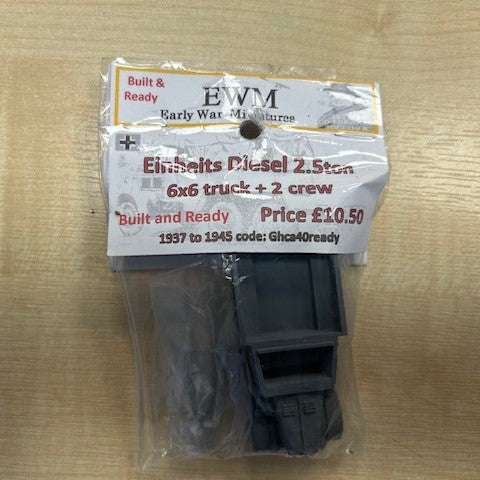 Built &
Ready
EWM
Early War Miniatures
Einheits Diesel 2.5ton
6x6 truck + 2 crew
Built and Ready Price £10.50
1937 to 1945 code: Ghca40ready